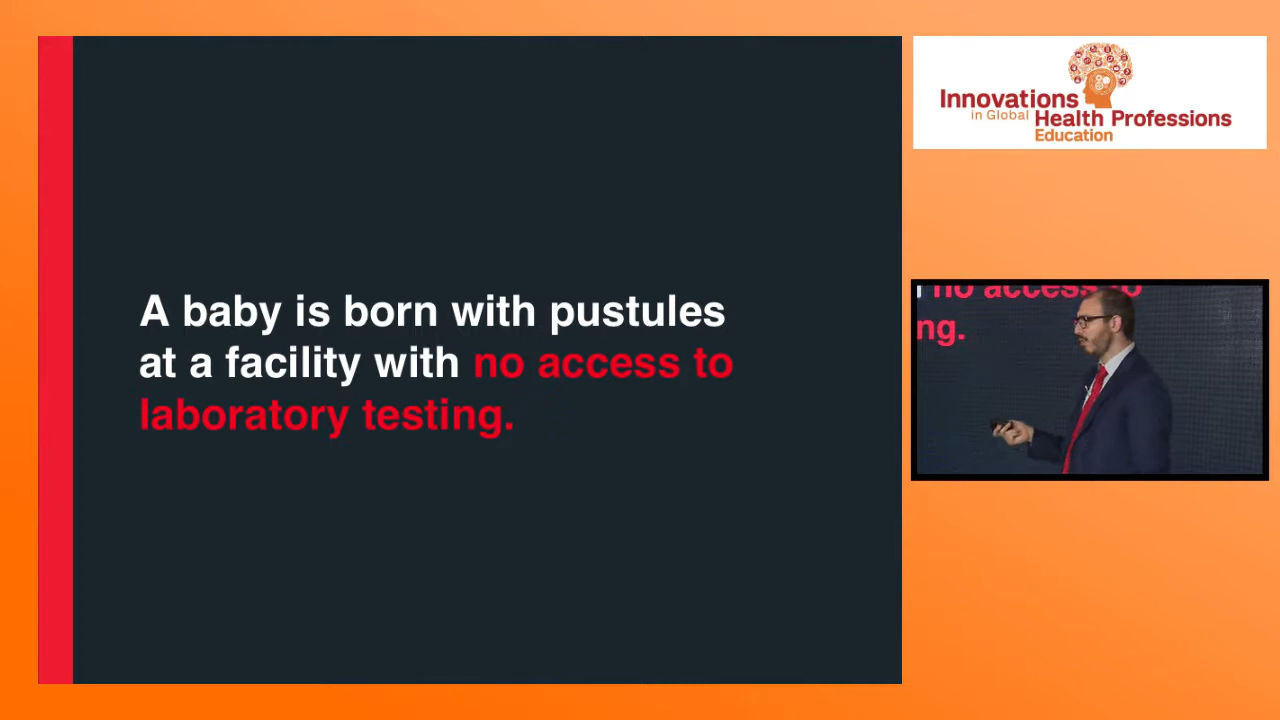 A baby is born with pustules
at a facility with no access to
laboratory testing.
Innovations
in Global Health Professions
Education
no access to
ng.